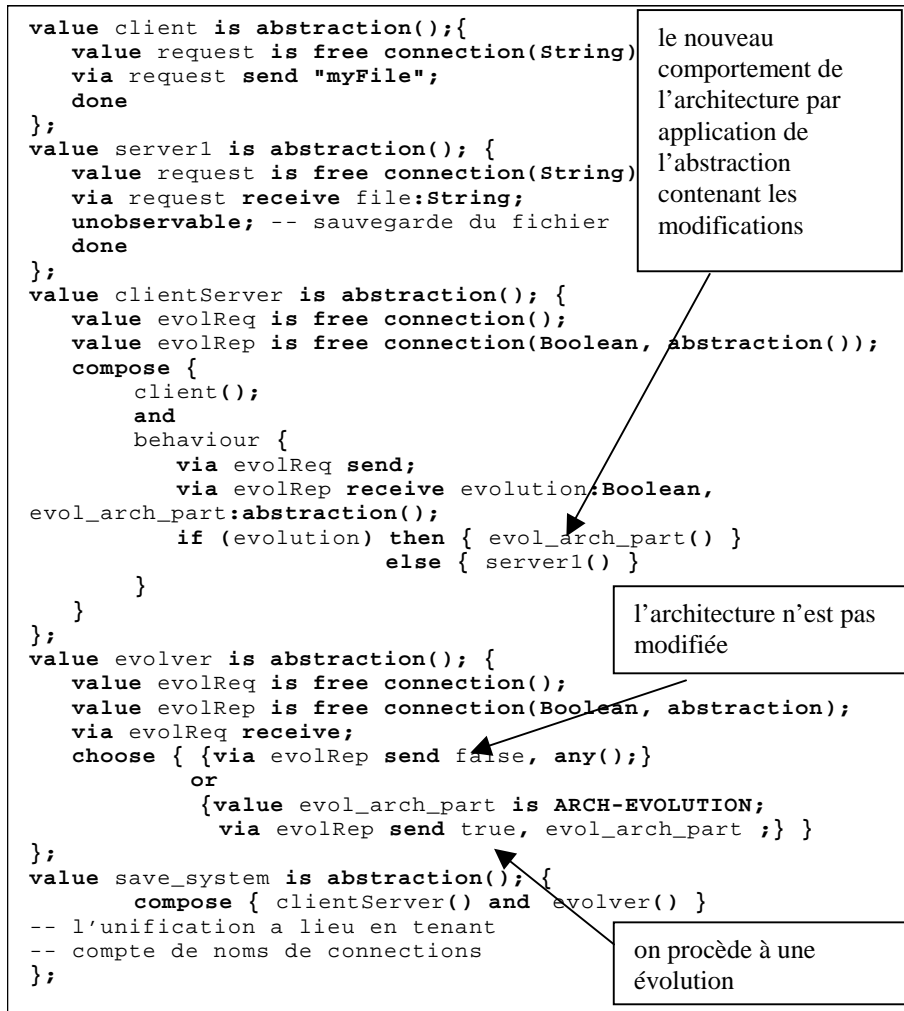 value client is abstraction();{
value request is free connection(String)
via request send "myFile";
done
};
value server1 is abstraction(); {
value request is free connection(String)
via request receive file:String;
unobservable; -- sauvegarde du fichier
done
};
value clientServer is abstraction(); {
value evolReq is free connection();
value evolRep is free connection(Boolean, abstraction());
compose {
client();
and
behaviour {
via evolReq send;
via evolRep receive evolution:Boolean,
evol_arch_part:abstraction();
if (evolution) then { evol_arch_part() }
else { server1() }
}
}
};
value evolver is abstraction(); {
value evolReq is free connection();
value evolRep is free connection(Boolean, abstraction);
via evolReq receive;
choose { {via evolRep send false, any();}
or
{value evol_arch_part is ARCH-EVOLUTION;
via evolRep send true, evol_arch_part ;} }
};
value save_system is abstraction(); {
compose { clientServer() and evolver() }
-- l'unification a lieu en tenant
-- compte de noms de connections
};
le nouveau
comportement de
l’architecture par
application de
l’abstraction
contenant les
modifications
l’architecture n’est pas
modifiée
on procède à une
évolution